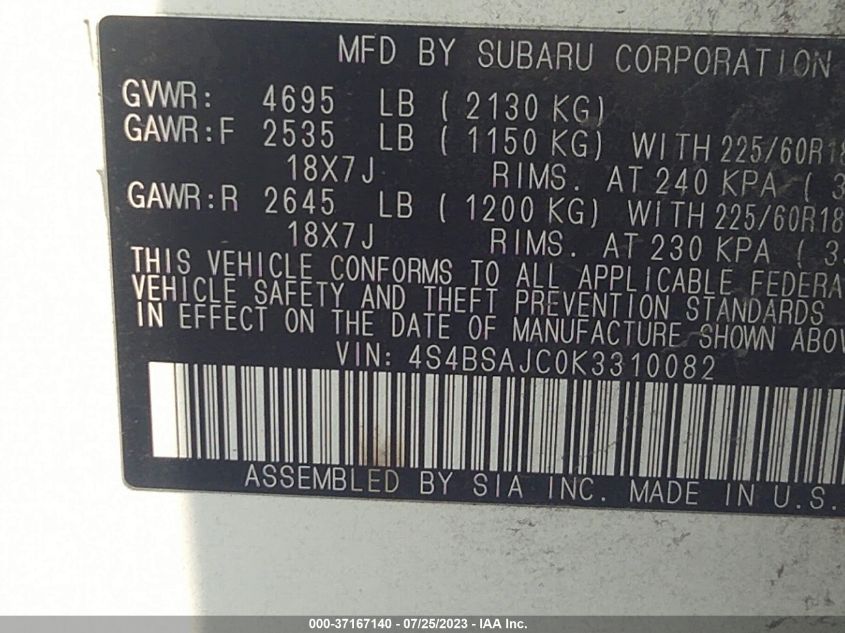 MFD BY SUBARU CORPORATION
GVWR: 4695 LB ( 2130 KG)
GAWR:F 2535 LB ( 1150 KG) WITH 225/60R18
18X7J RIMS. AT 240 KPA ( 3
GAWR:R 2645 LB ( 1200 KG) WITH 225/60R18
18X7J RIMS. AT 230 KPA ( 3
THIS VEHICLE CONFORMS TO ALL APPLICABLE FEDERA
VEHICLE SAFETY AND THEFT PREVENTION STANDARDS
IN EFFECT ON THE DATE OF MANUFACTURE SHOWN ABOV
VIN: 4S4BSAJC0K3310082
ASSEMBLED BY SIA INC. MADE IN U.S.
000-37167140 - 07/25/2023 - IAA Inc.